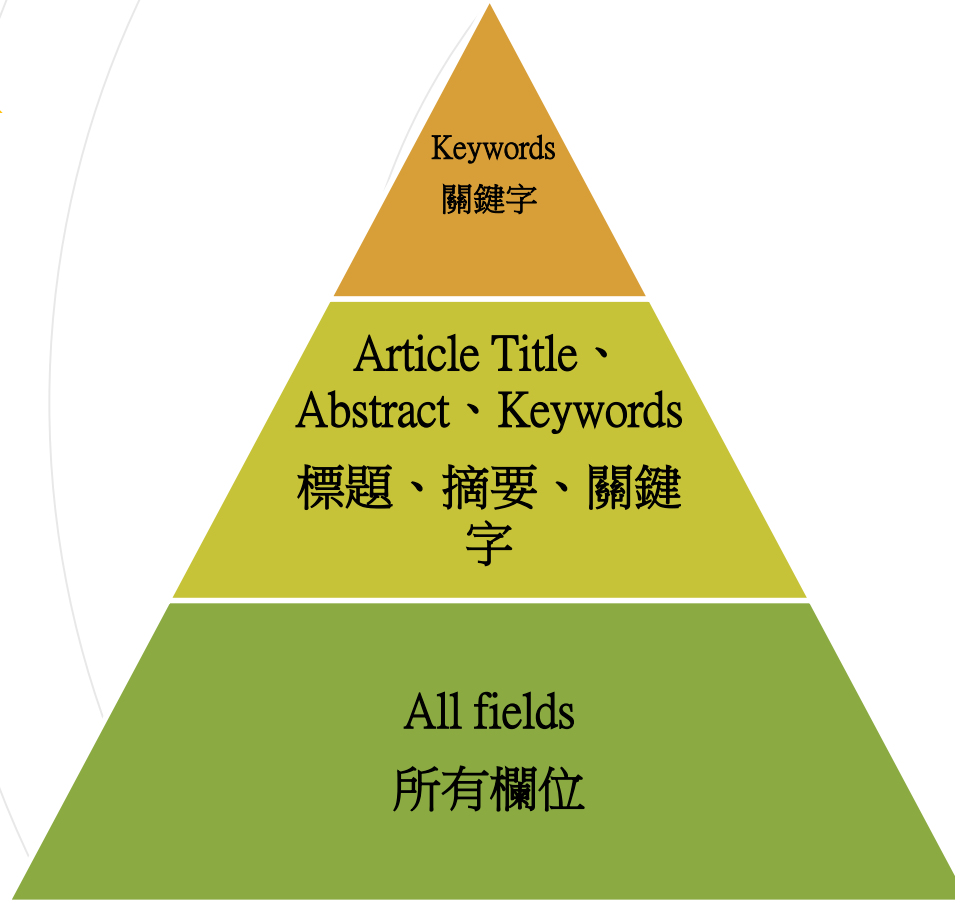 Keywords
關鍵字
Article Title、
Abstract、Keywords
標題、摘要、關鍵
字
All fields
所有欄位